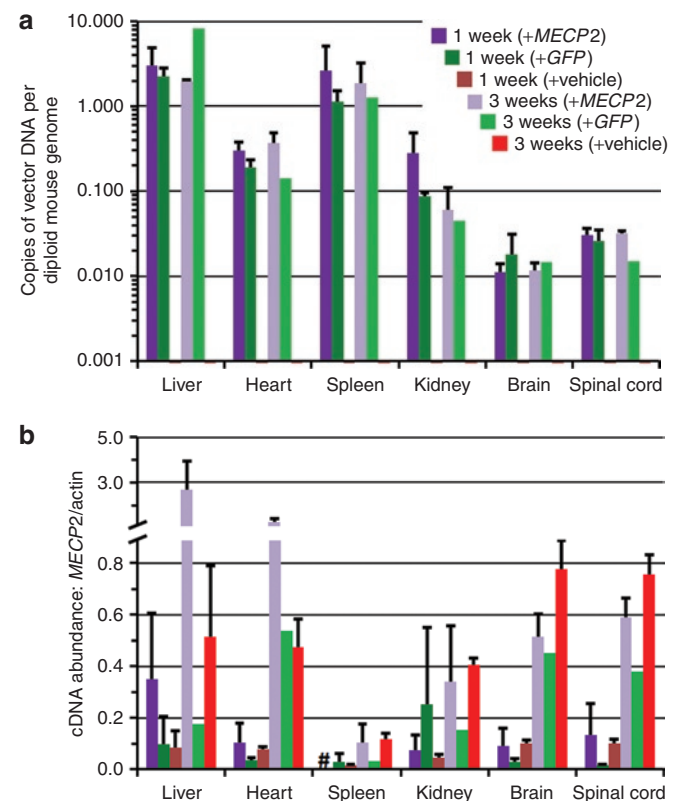 a
Copies of vector DNA per
diploid mouse genome
10.000
1.000
0.100
0.010
0.001
1 week (+MECP2)
1 week (+GFP)
1 week (+vehicle)
3 weeks (+MECP2)
3 weeks (+GFP)
3 weeks (+vehicle)
Liver Heart Spleen Kidney Brain Spinal cord
b
cDNA abundance: MECP2/actin
5.0
3.0
0.8
0.6
0.4
0.2
0.0
#
Liver Heart Spleen Kidney Brain Spinal cord